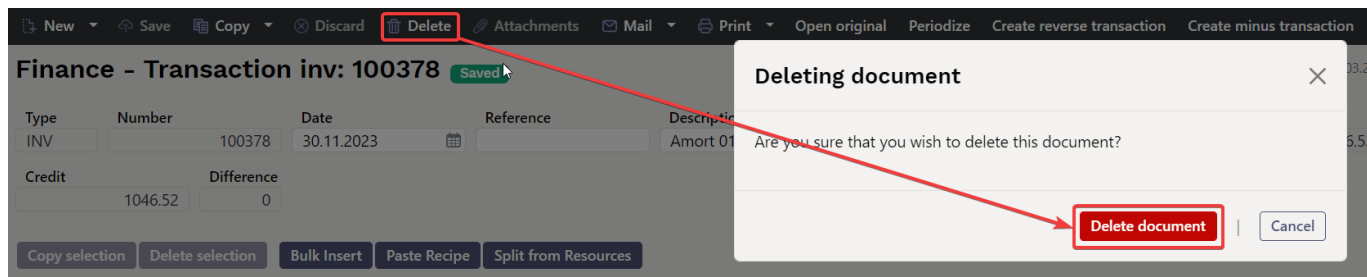 New Save Copy Discard Delete Attachments Mail Print Open original Periodize Create reverse transaction Create minus transaction
Finance - Transaction inv: 100378 Saved
Type Number Date Reference
INV 100378 30.11.2023 Amort 01
Credit Difference
1046.52 0
Copy selection Delete selection Bulk Insert Paste Recipe Split from Resources
Deleting document
Are you sure that you wish to delete this document?
Delete document | Cancel